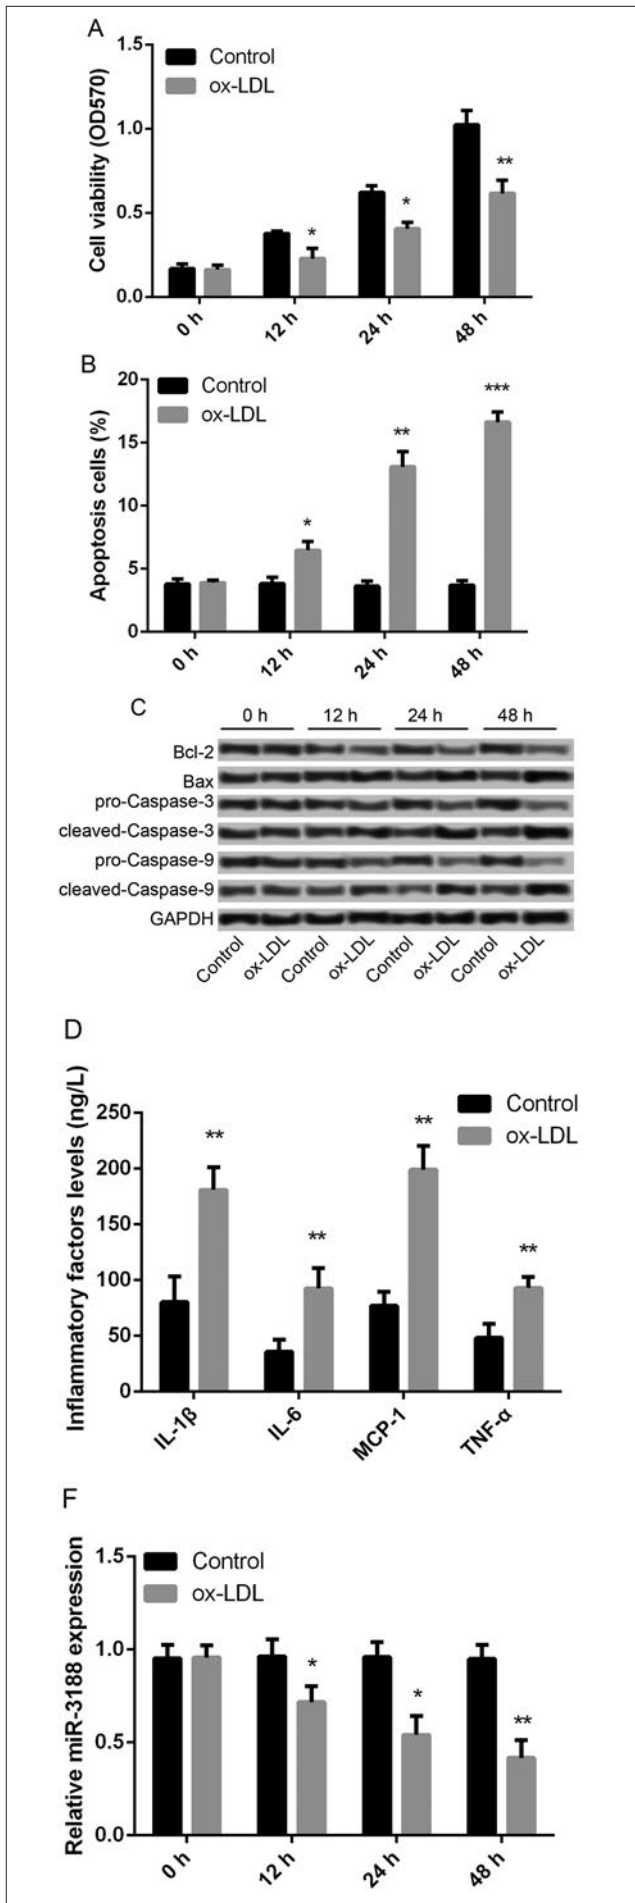 A
Cell viability (OD570)
1.5
1.0
0.5
0.0
Control
ox-LDL
*
*
**
0 h
12 h
24 h
48 h
B
Apoptosis cells (%)
20
15
10
5
0
Control
ox-LDL
*
**
***
0 h
12 h
24 h
48 h
C
0 h 12 h 24 h 48 h
Bcl-2
Bax
pro-Caspase-3
cleaved-Caspase-3
pro-Caspase-9
cleaved-Caspase-9
GAPDH
Control ox-LDL Control ox-LDL Control ox-LDL Control ox-LDL
D
Inflammatory factors levels (ng/L)
250
200
150
100
50
0
Control
ox-LDL
**
**
**
**
IL-1β
IL-6
MCP-1
TNF-α
F
Relative miR-3188 expression
1.5
1.0
0.5
0.0
Control
ox-LDL
*
*
**
0 h
12 h
24 h
48 h